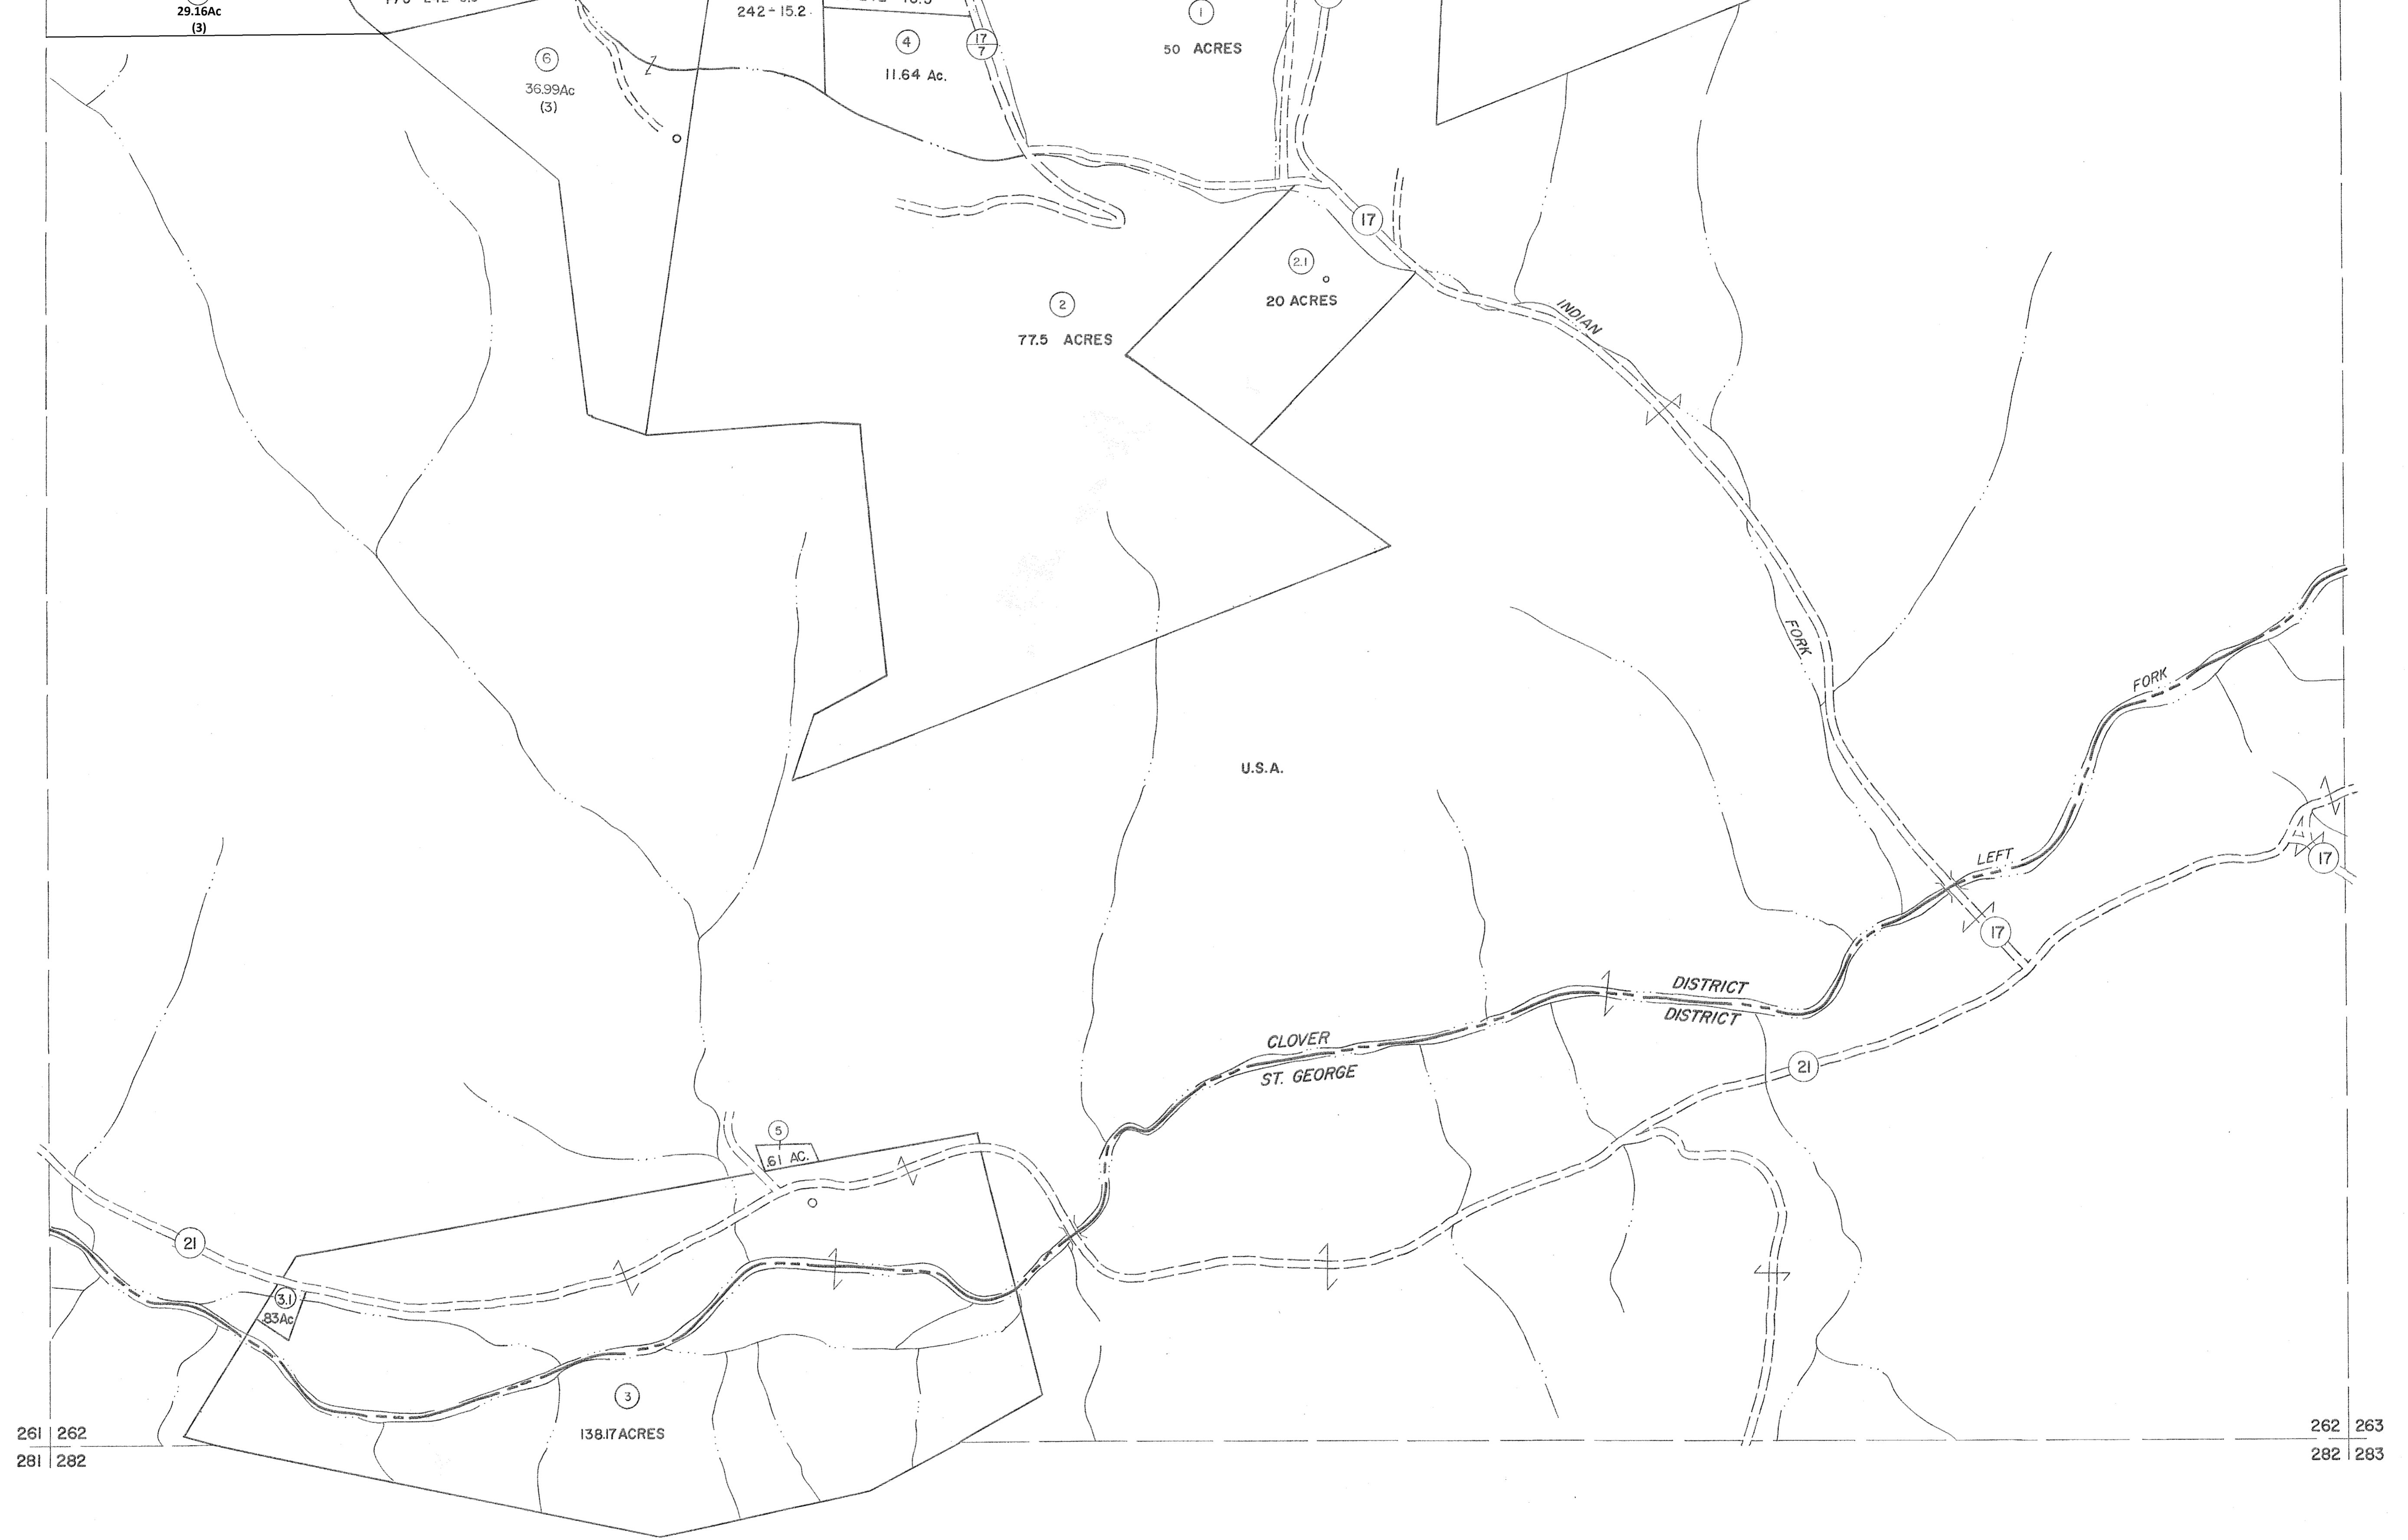 29.16Ac
(3)
242-15.2
1
50 ACRES
4
11.64 Ac.
17
7
6
36.99Ac
(3)
17
2.1
20 ACRES
2
77.5 ACRES
INDIAN
FORK
FORK
U.S.A.
LEFT
17
17
DISTRICT
DISTRICT
CLOVER
ST. GEORGE
21
5
.61 AC.
21
3.1
.83Ac
3
138.17 ACRES
261 262
281 282
262 263
282 283